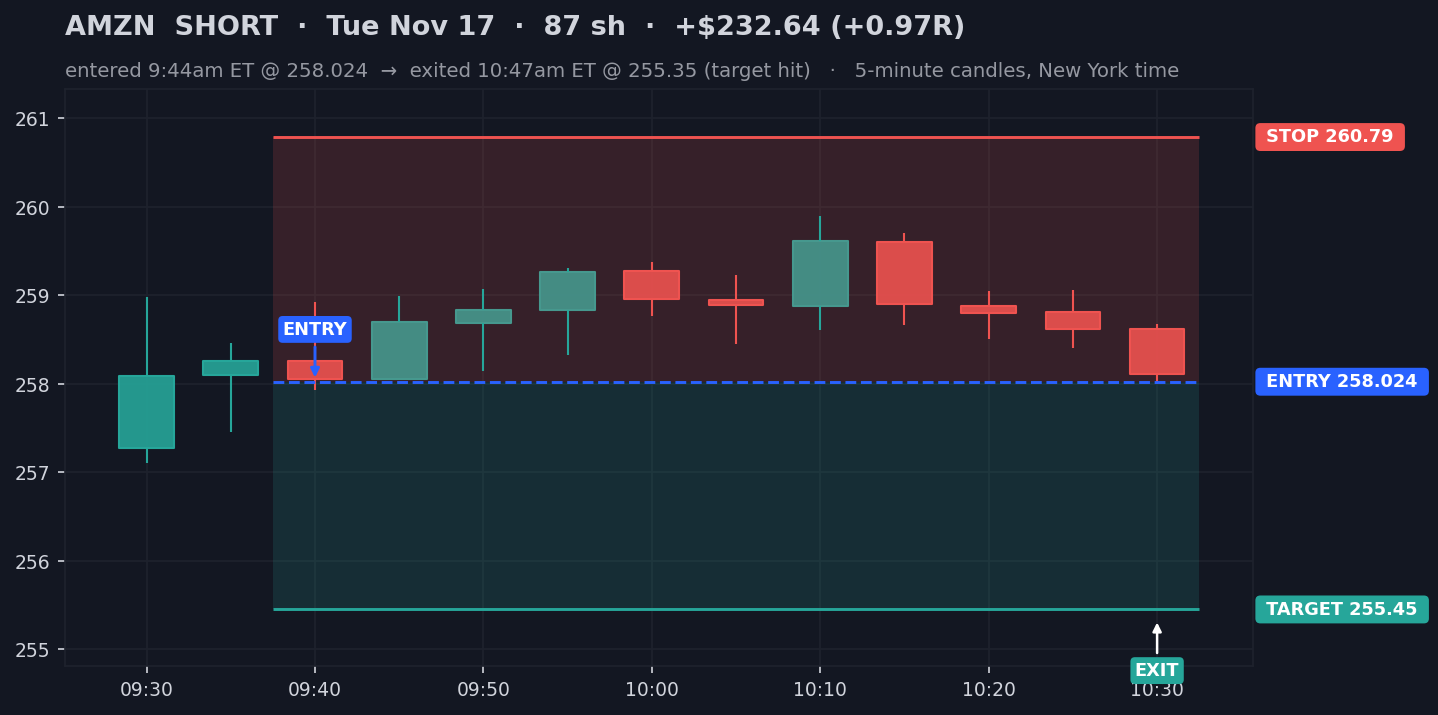 AMZN SHORT · Tue Nov 17 · 87 sh · +$232.64 (+0.97R)
entered 9:44am ET @ 258.024 → exited 10:47am ET @ 255.35 (target hit) · 5-minute candles, New York time
261
STOP 260.79
260
259
ENTRY
258
ENTRY 258.024
257
256
TARGET 255.45
255
EXIT
09:30 09:40 09:50 10:00 10:10 10:20 10:30